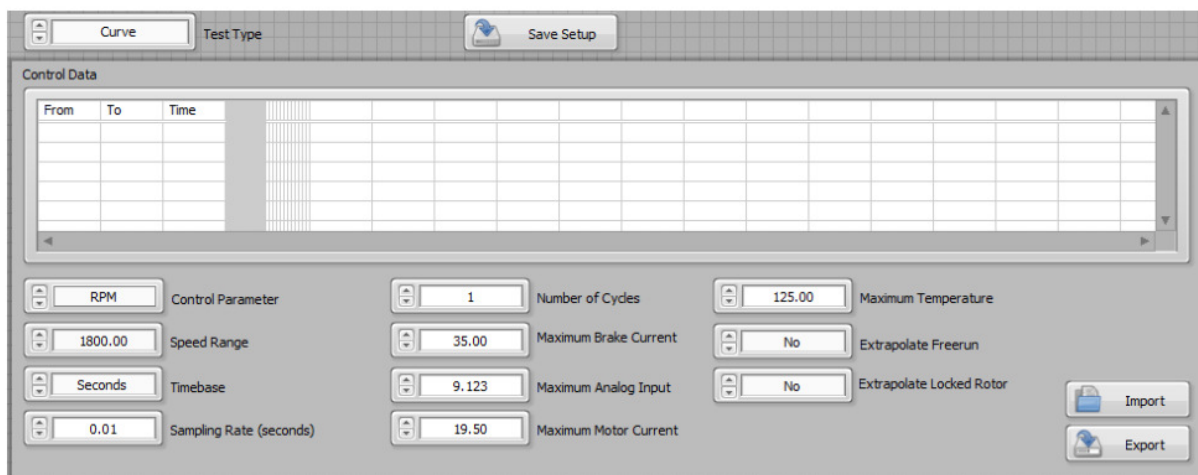 Curve Test Type Save Setup
Control Data
From To Time
RPM Control Parameter 1 Number of Cycles 125.00 Maximum Temperature
1800.00 Speed Range 35.00 Maximum Brake Current No Extrapolate Freerun
Seconds Timebase 9.123 Maximum Analog Input No Extrapolate Locked Rotor
Import
0.01 Sampling Rate (seconds) 19.50 Maximum Motor Current
Export